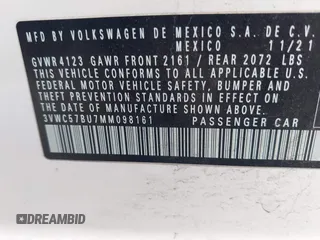 MFD BY VOLKSWAGEN DE MEXICO S.A. DE C.V.
MEXICO 11/21
GVWR 4123 GAWR FRONT 2161 / REAR 2072 LBS
THIS VEHICLE CONFORMS TO ALL APPLICABLE U.S.
FEDERAL MOTOR VEHICLE SAFETY, BUMPER AND
THEFT PREVENTION STANDARDS IN EFFECT ON THE
DATE OF MANUFACTURE SHOWN ABOVE.
3VWC57BU7MM098161 PASSENGER CAR
DREAMBID